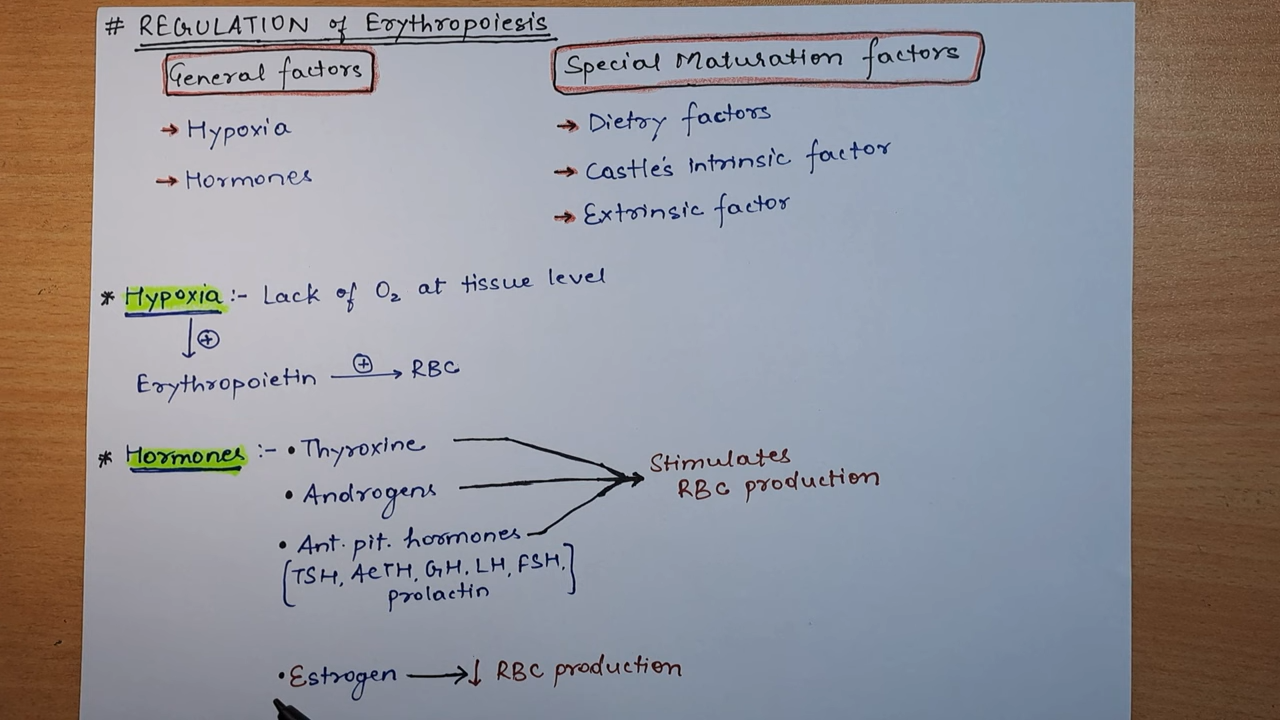 # REGULATION of Erythropoiesis
General factors
→ Hypoxia
→ Hormones
Special Maturation factors
→ Dietry factors
→ Castle's intrinsic factor
→ Extrinsic factor
* Hypoxia :- Lack of O₂ at tissue level
↓ ⊕
Erythropoietin ⊕→ RBC
* Hormones :- • Thyroxine
• Androgens
• Ant. pit. hormones
[TSH, ACTH, GH, LH, FSH,
prolactin]
Stimulates
RBC production
• Estrogen → ↓ RBC production